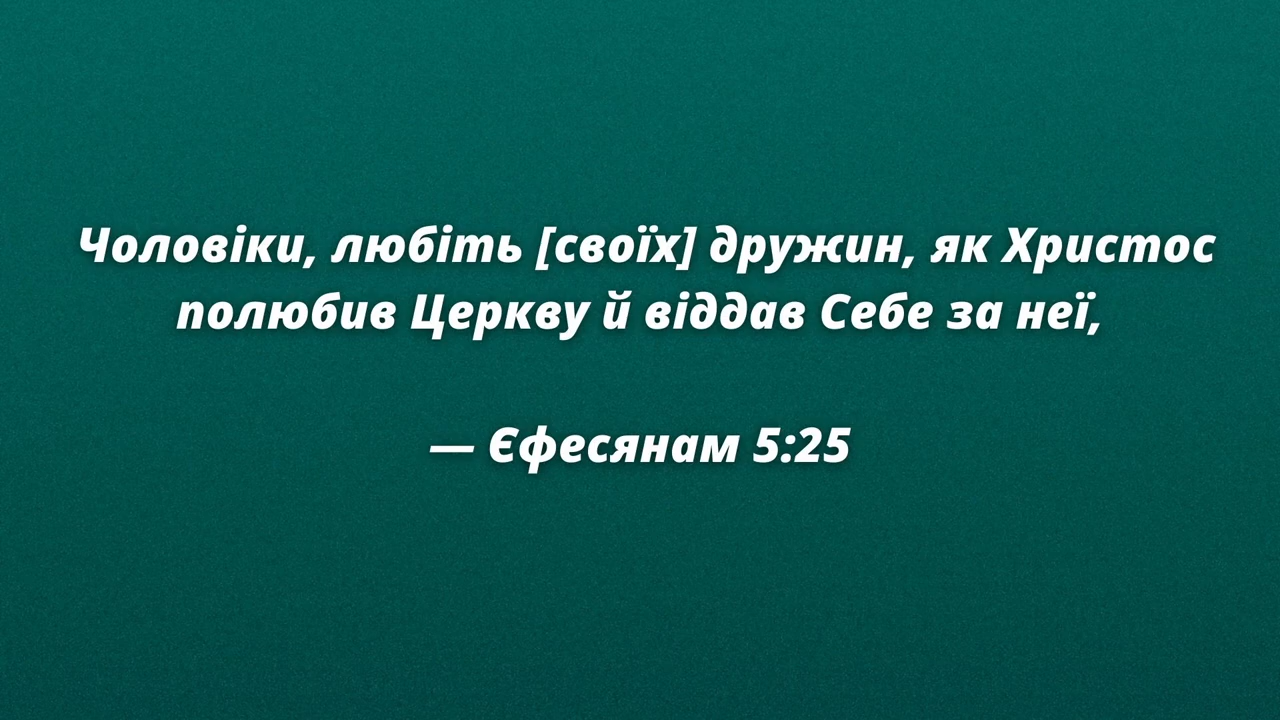 Чоловіки, любіть [своїх] дружин, як Христос
полюбив Церкву й віддав Себе за неї,
— Єфесянам 5:25